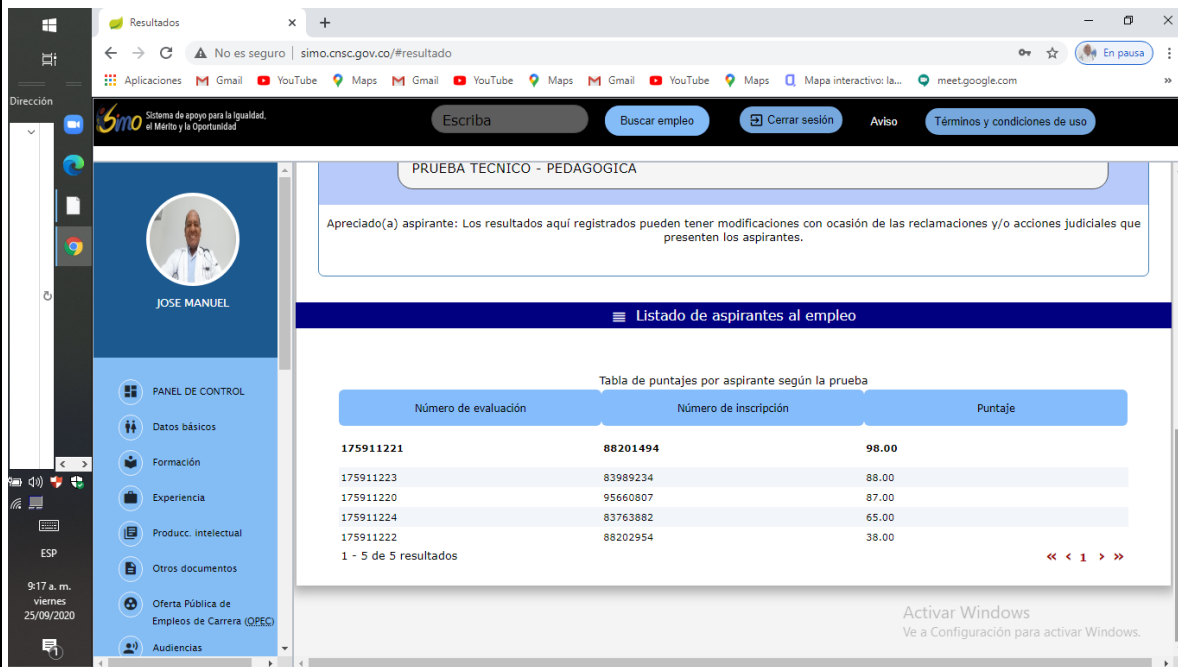 Resultados
No es seguro | simo.cnsc.gov.co/#resultado
En pausa
Aplicaciones Gmail YouTube Maps Gmail YouTube Maps Gmail YouTube Maps Mapa interactivo: la... meet.google.com »
Dirección
Simo Sistema de apoyo para la Igualdad,
el Mérito y la Oportunidad
Escriba
Buscar empleo
Cerrar sesión
Aviso
Términos y condiciones de uso
PRUEBA TECNICO - PEDAGOGICA
Apreciado(a) aspirante: Los resultados aquí registrados pueden tener modificaciones con ocasión de las reclamaciones y/o acciones judiciales que
presenten los aspirantes.
JOSE MANUEL
Listado de aspirantes al empleo
PANEL DE CONTROL
Datos básicos
Formación
Experiencia
Producc. intelectual
Otros documentos
Oferta Pública de
Empleos de Carrera (OPEC)
Audiencias
Tabla de puntajes por aspirante según la prueba
Número de evaluación Número de inscripción Puntaje
175911221 88201494 98.00
175911223 83989234 88.00
175911220 95660807 87.00
175911224 83763882 65.00
175911222 88202954 38.00
1 - 5 de 5 resultados
« ‹ 1 › »
Activar Windows
Ve a Configuración para activar Windows.
ESP
9:17 a. m.
viernes
25/09/2020
1